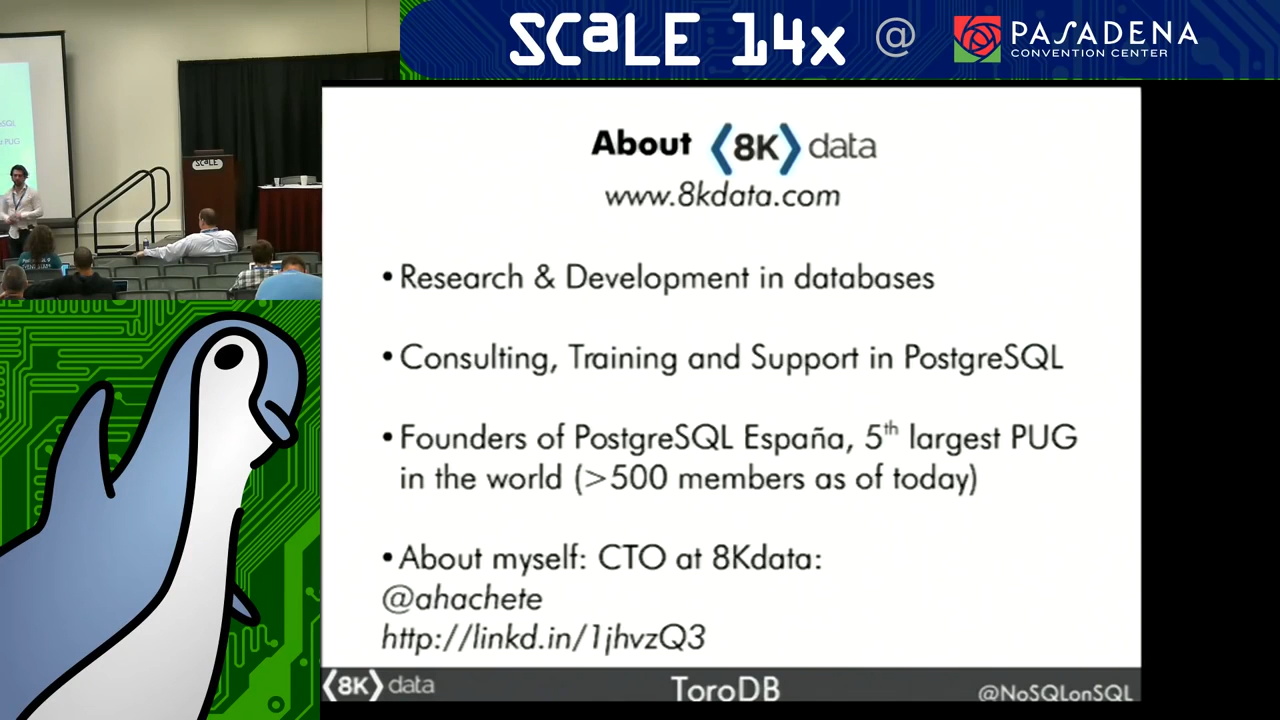 SCaLE 14x @ PASADENA
CONVENTION CENTER
SCaLE
About 8K data
www.8kdata.com
• Research & Development in databases
• Consulting, Training and Support in PostgreSQL
• Founders of PostgreSQL España, 5th largest PUG
in the world (>500 members as of today)
• About myself: CTO at 8Kdata:
@ahachete
http://linkd.in/1jhvzQ3
8K data ToroDB @NoSQLonSQL